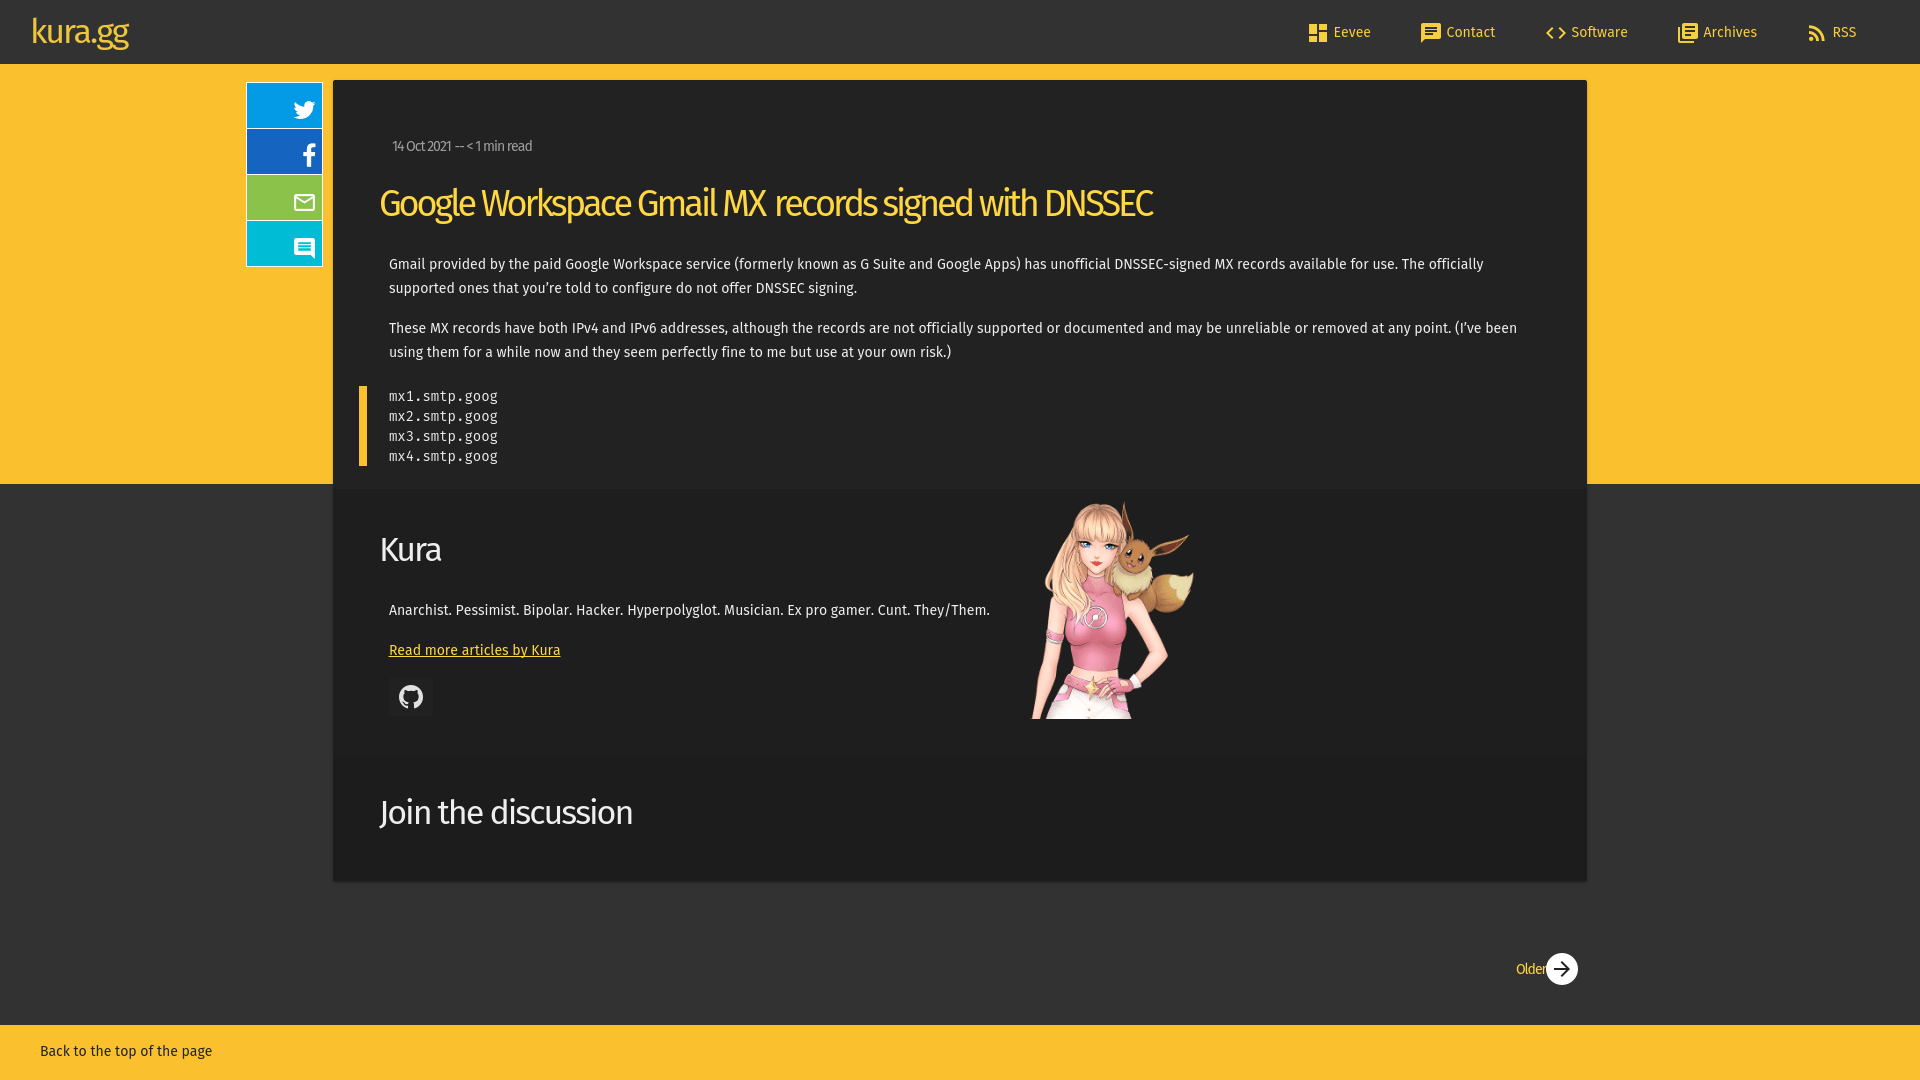 kura.gg
Eevee
Contact
Software
Archives
RSS
14 Oct 2021 -- < 1 min read
Google Workspace Gmail MX records signed with DNSSEC
Gmail provided by the paid Google Workspace service (formerly known as G Suite and Google Apps) has unofficial DNSSEC-signed MX records available for use. The officially
supported ones that you’re told to configure do not offer DNSSEC signing.
These MX records have both IPv4 and IPv6 addresses, although the records are not officially supported or documented and may be unreliable or removed at any point. (I’ve been
using them for a while now and they seem perfectly fine to me but use at your own risk.)
mx1.smtp.goog
mx2.smtp.goog
mx3.smtp.goog
mx4.smtp.goog
Kura
Anarchist. Pessimist. Bipolar. Hacker. Hyperpolyglot. Musician. Ex pro gamer. Cunt. They/Them.
Read more articles by Kura
Join the discussion
Older
Back to the top of the page